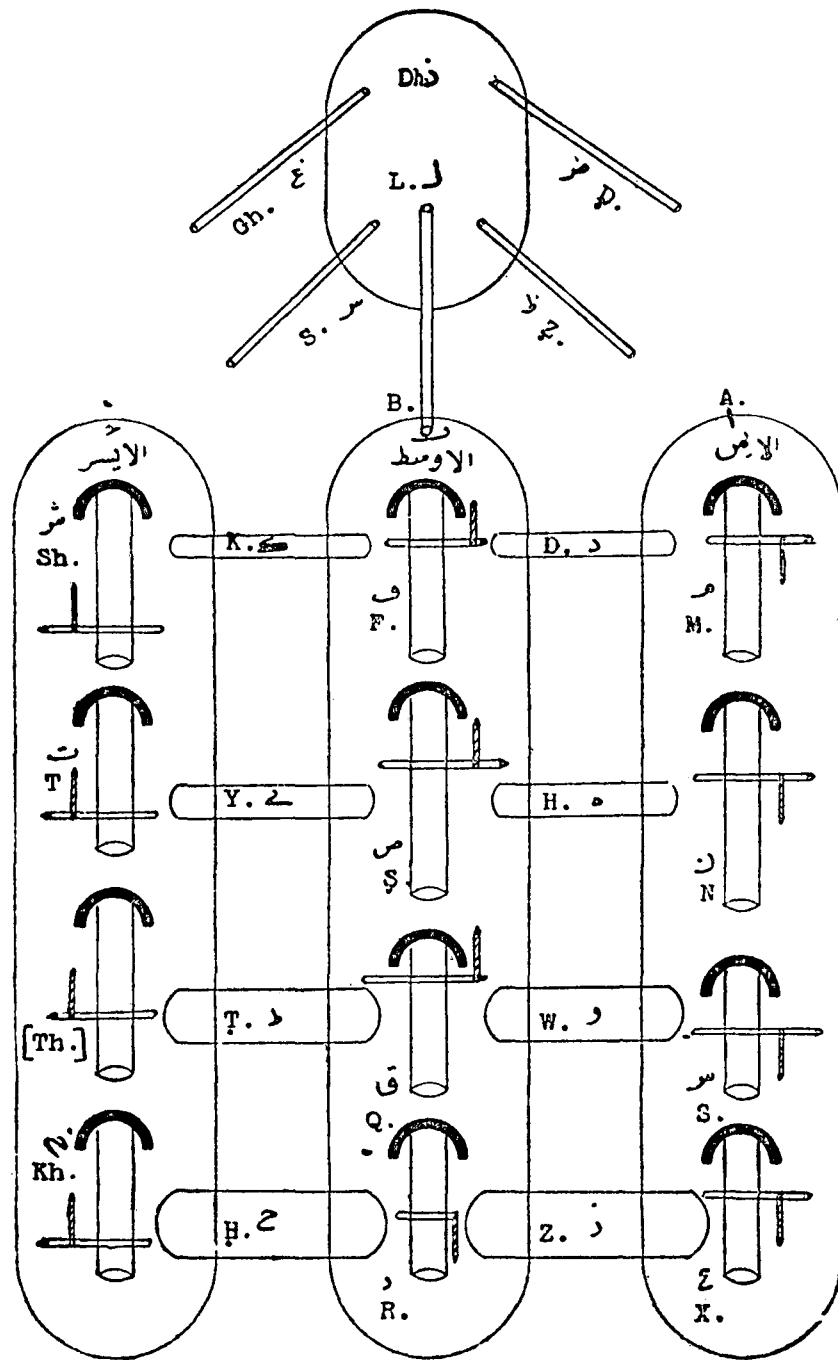 Dh ذ
L. ل
Gh. غ
ض Ḍ.
S. س
ظ Ẓ.
B. ب
A. ا
الايسر
الاوسط
الايمن
ش
Sh.
K. ك
ف
F.
D. د
م
M.
ت
T
Y. ے
ص
Ṣ.
H. ه
ن
N
[Th.]
Ṭ. ط
ق
Q.
W. و
س
S.
خ
Kh.
Ḥ. ح
ر
R.
Z. ز
ع
X.